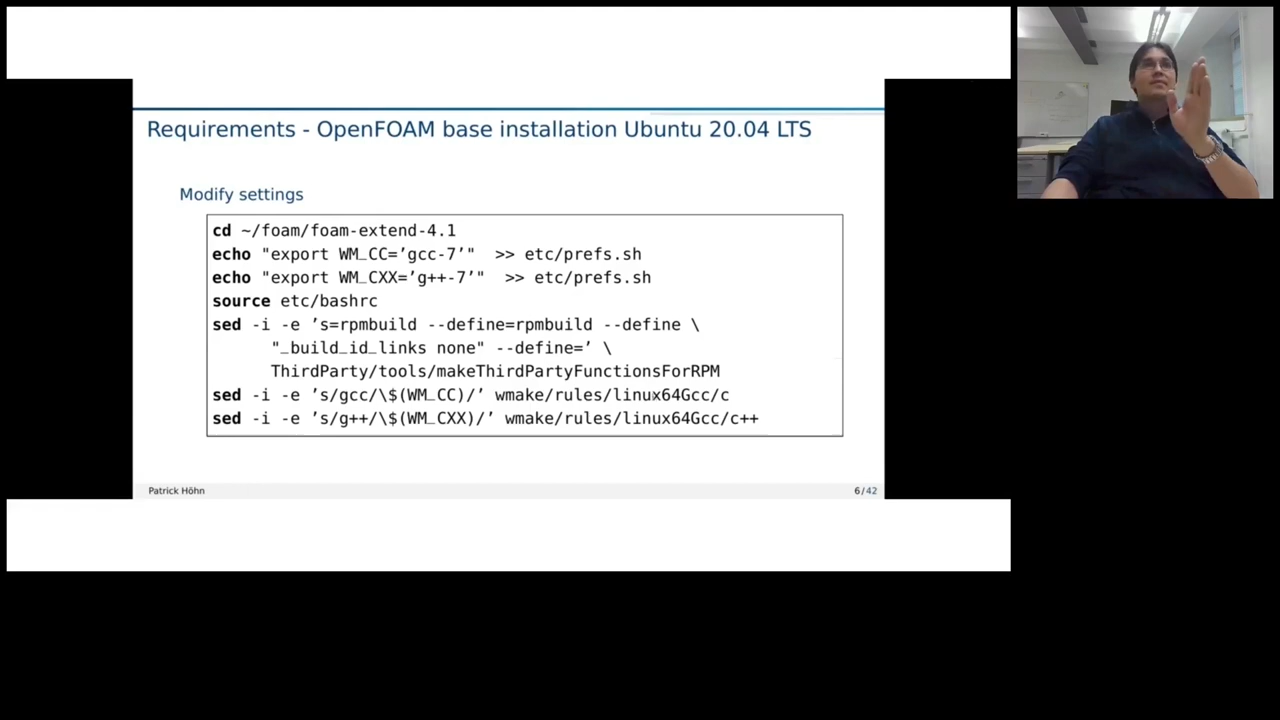 Requirements - OpenFOAM base installation Ubuntu 20.04 LTS
Modify settings
cd ~/foam/foam-extend-4.1
echo "export WM_CC=’gcc-7’" >> etc/prefs.sh
echo "export WM_CXX=’g++-7’" >> etc/prefs.sh
source etc/bashrc
sed -i -e ’s=rpmbuild --define=rpmbuild --define \
"_build_id_links none" --define=’ \
ThirdParty/tools/makeThirdPartyFunctionsForRPM
sed -i -e ’s/gcc/\$(WM_CC)/’ wmake/rules/linux64Gcc/c
sed -i -e ’s/g++/\$(WM_CXX)/’ wmake/rules/linux64Gcc/c++
Patrick Höhn
6/42